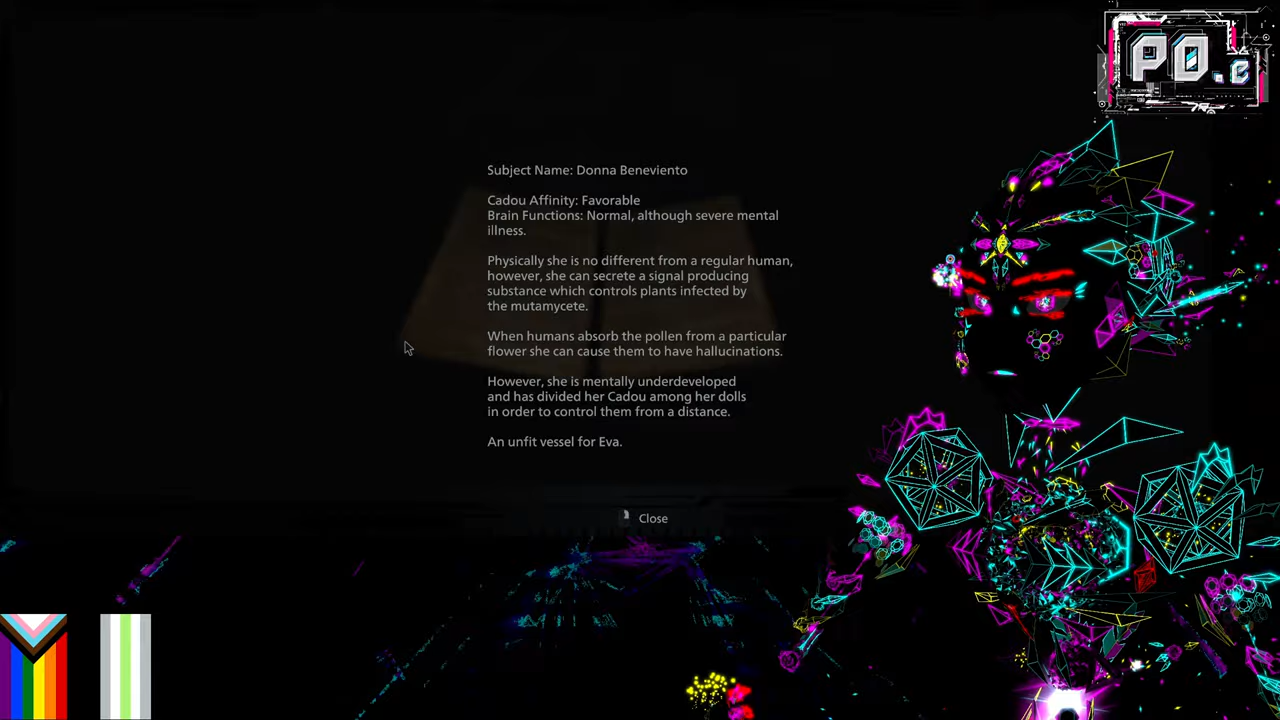 PO.e
Subject Name: Donna Beneviento
Cadou Affinity: Favorable
Brain Functions: Normal, although severe mental
illness.
Physically she is no different from a regular human,
however, she can secrete a signal producing
substance which controls plants infected by
the mutamycete.
When humans absorb the pollen from a particular
flower she can cause them to have hallucinations.
However, she is mentally underdeveloped
and has divided her Cadou among her dolls
in order to control them from a distance.
An unfit vessel for Eva.
Close